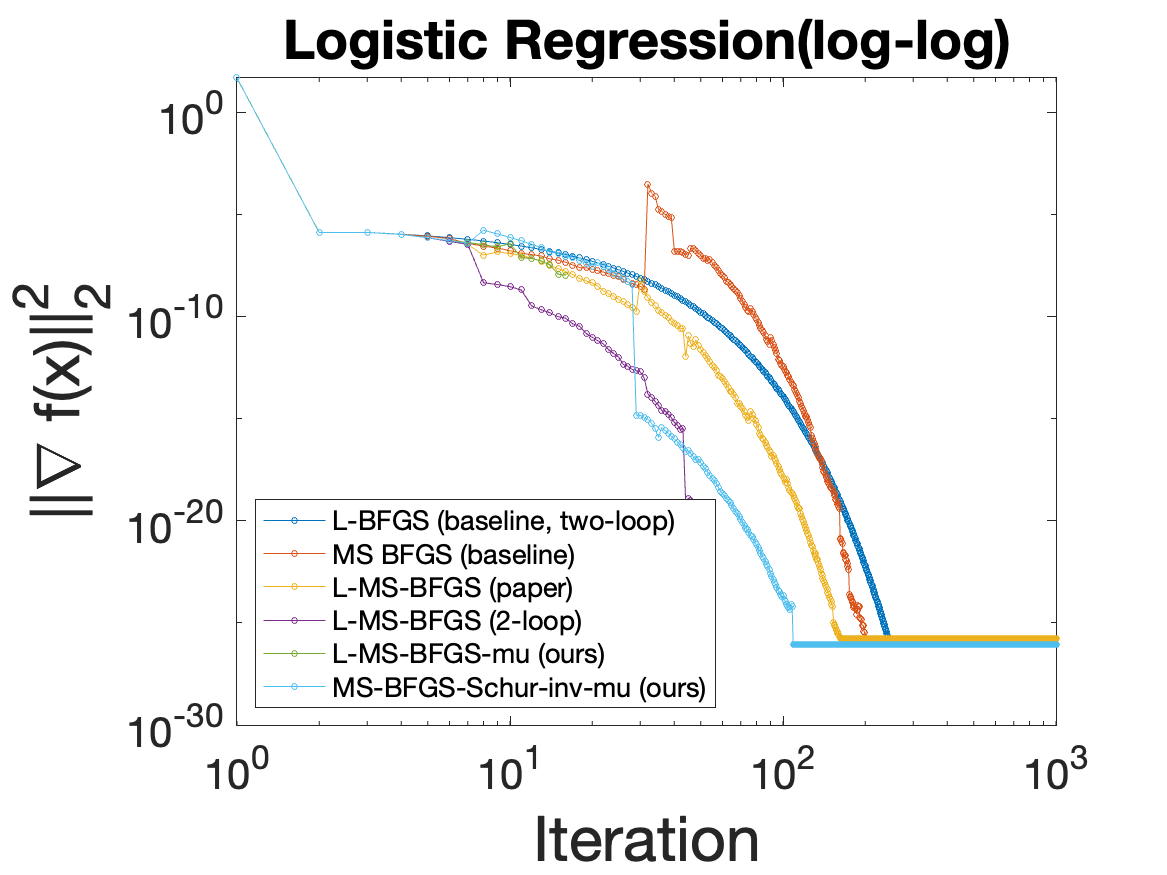 Logistic Regression(log-log)
10^0
10^-10
10^-20
10^-30
||∇ f(x)||_2^2
L-BFGS (baseline, two-loop)
MS BFGS (baseline)
L-MS-BFGS (paper)
L-MS-BFGS (2-loop)
L-MS-BFGS-mu (ours)
MS-BFGS-Schur-inv-mu (ours)
10^0 10^1 10^2 10^3
Iteration